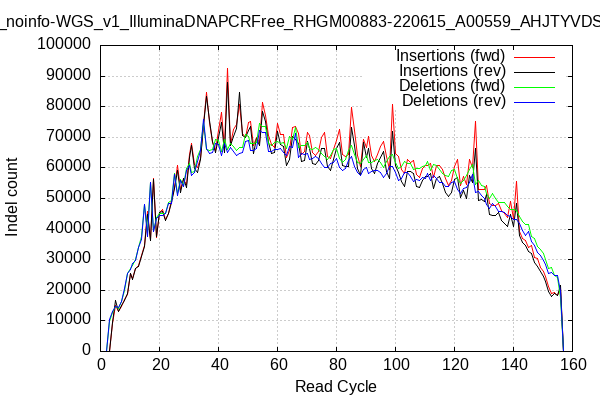 _noinfo-WGS_v1_IlluminaDNAPCRFree_RHGM00883-220615_A00559_AHJTYVDS
Insertions (fwd)
Insertions (rev)
Deletions (fwd)
Deletions (rev)
100000
90000
80000
70000
60000
50000
40000
30000
20000
10000
0
Indel count
0 20 40 60 80 100 120 140 160
Read Cycle